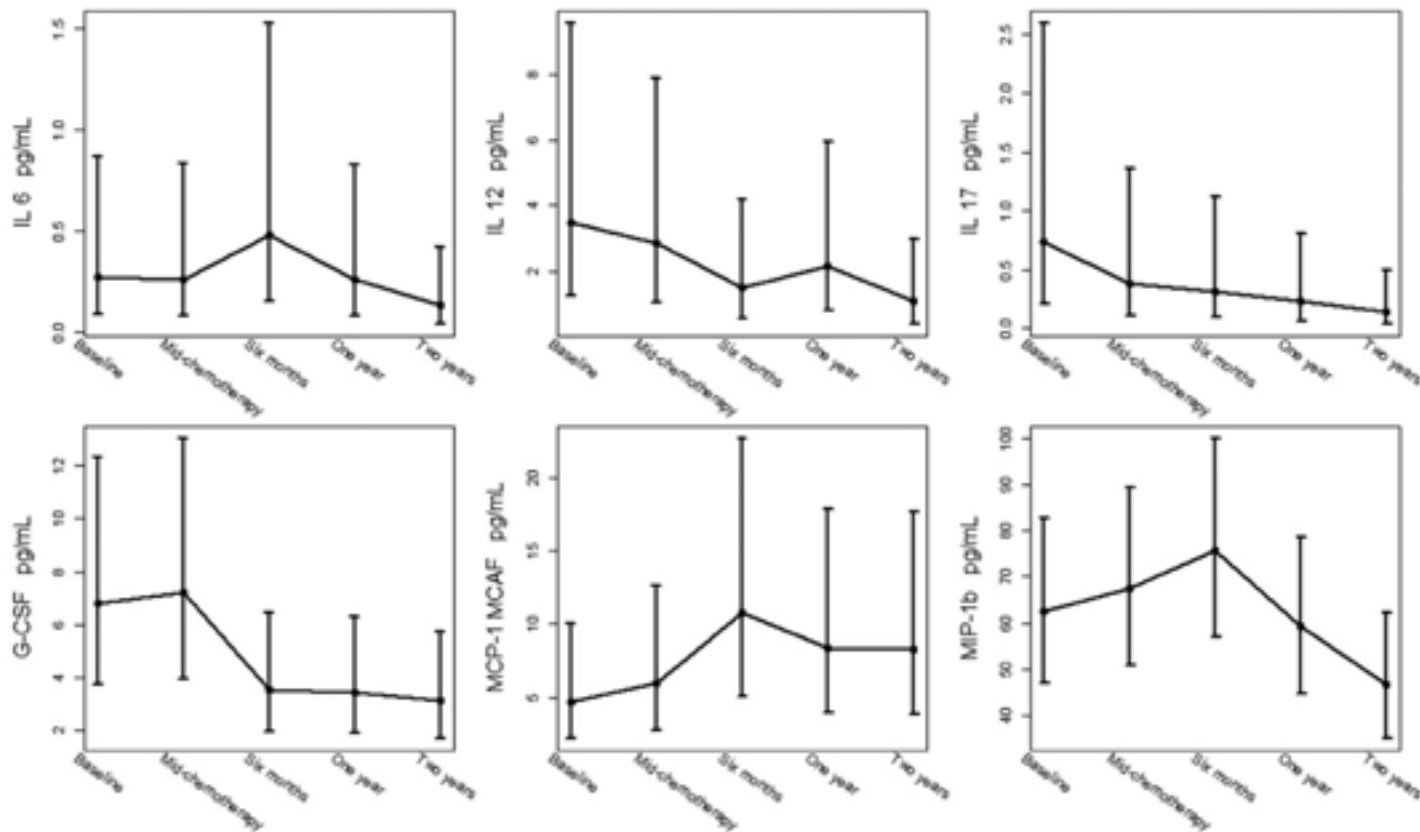 IL 6 pg/mL
1.5
1.0
0.5
0.0
Baseline
Mid-chemotherapy
Six months
One year
Two years
IL 12 pg/mL
8
6
4
2
Baseline
Mid-chemotherapy
Six months
One year
Two years
IL 17 pg/mL
2.5
2.0
1.5
1.0
0.5
0.0
Baseline
Mid-chemotherapy
Six months
One year
Two years
G-CSF pg/mL
12
10
8
6
4
2
Baseline
Mid-chemotherapy
Six months
One year
Two years
MCP-1 MCAF pg/mL
20
15
10
5
Baseline
Mid-chemotherapy
Six months
One year
Two years
MIP-1b pg/mL
100
90
80
70
60
50
40
Baseline
Mid-chemotherapy
Six months
One year
Two years